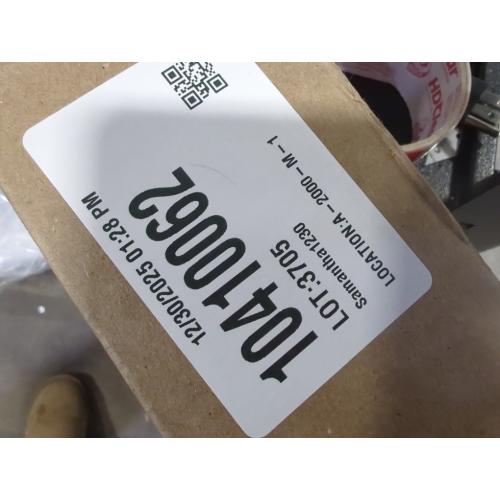 12/30/2025 01:28 PM
10410062
LOT:3705
Samantha1230
LOCATION:A-2000-M-1